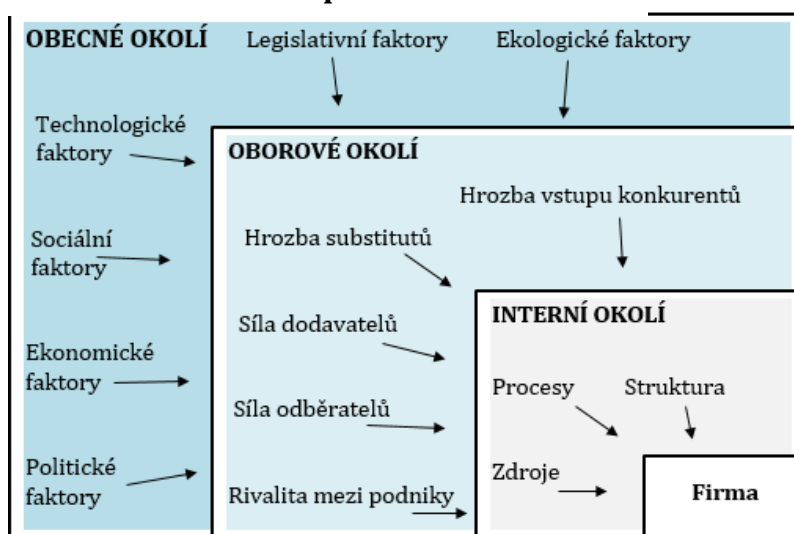 OBECNÉ OKOLÍ
Legislativní faktory
Ekologické faktory
Technologické
faktory
Sociální
faktory
Ekonomické
faktory
Politické
faktory
OBOROVÉ OKOLÍ
Hrozba vstupu konkurentů
Hrozba substitutů
Síla dodavatelů
Síla odběratelů
Rivalita mezi podniky
INTERNÍ OKOLÍ
Procesy
Struktura
Zdroje
Firma